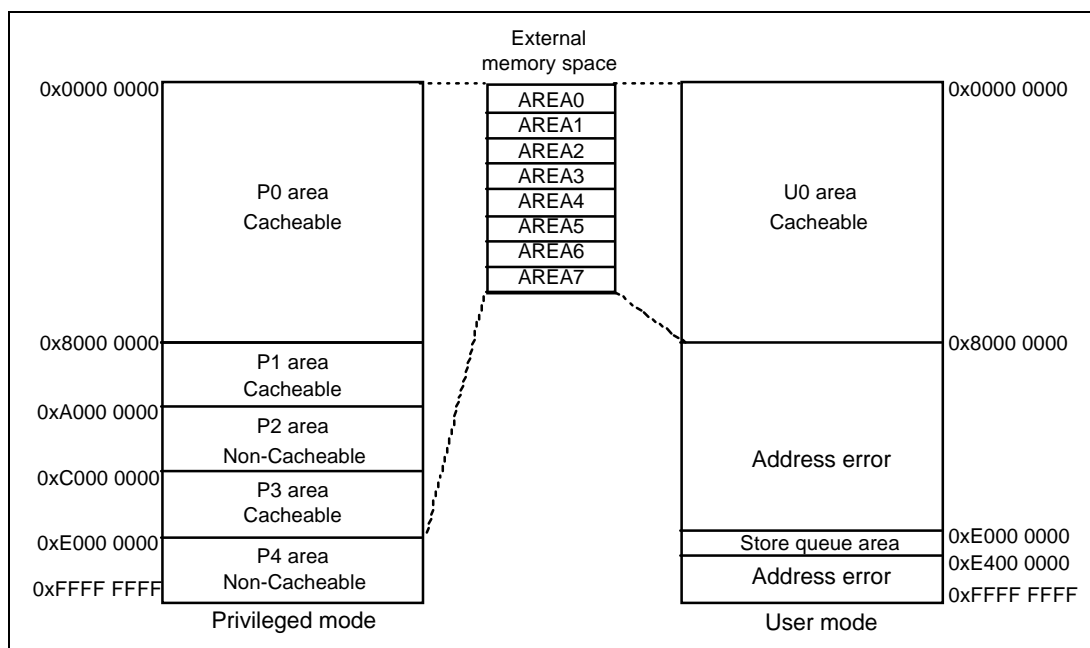 External
memory space
0x0000 0000
AREA0
AREA1
AREA2
AREA3
AREA4
AREA5
AREA6
AREA7
0x0000 0000
P0 area
Cacheable
U0 area
Cacheable
0x8000 0000
0x8000 0000
P1 area
Cacheable
0xA000 0000
P2 area
Non-Cacheable
0xC000 0000
P3 area
Cacheable
Address error
0xE000 0000
0xE000 0000
Store queue area
0xE400 0000
P4 area
Non-Cacheable
Address error
0xFFFF FFFF
0xFFFF FFFF
Privileged mode
User mode